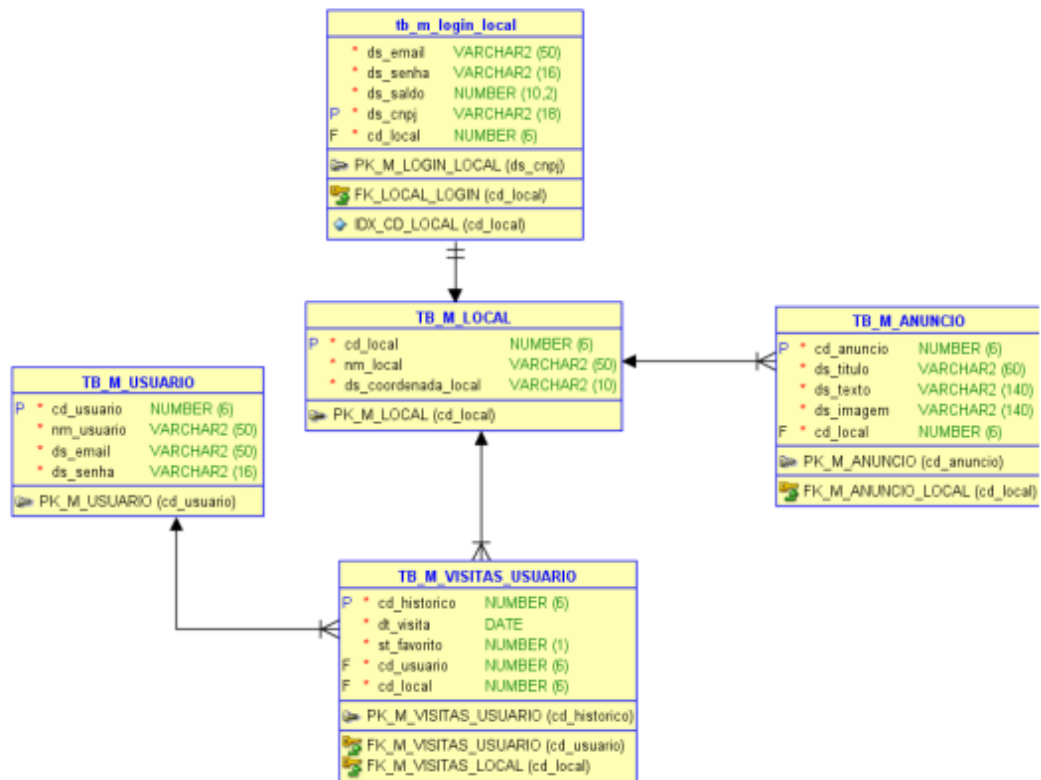 tb_m_login_local
* ds_email VARCHAR2 (50)
* ds_senha VARCHAR2 (16)
* ds_saldo NUMBER (10,2)
P * ds_cnpj VARCHAR2 (18)
F * cd_local NUMBER (6)
PK_M_LOGIN_LOCAL (ds_cnpj)
FK_LOCAL_LOGIN (cd_local)
IDX_CD_LOCAL (cd_local)
TB_M_LOCAL
P * cd_local NUMBER (6)
* nm_local VARCHAR2 (50)
* ds_coordenada_local VARCHAR2 (10)
PK_M_LOCAL (cd_local)
TB_M_ANUNCIO
P * cd_anuncio NUMBER (6)
* ds_titulo VARCHAR2 (60)
* ds_texto VARCHAR2 (140)
* ds_imagem VARCHAR2 (140)
F * cd_local NUMBER (6)
PK_M_ANUNCIO (cd_anuncio)
FK_M_ANUNCIO_LOCAL (cd_local)
TB_M_USUARIO
P * cd_usuario NUMBER (6)
* nm_usuario VARCHAR2 (50)
* ds_email VARCHAR2 (50)
* ds_senha VARCHAR2 (16)
PK_M_USUARIO (cd_usuario)
TB_M_VISITAS_USUARIO
P * cd_historico NUMBER (6)
* dt_visita DATE
* st_favorito NUMBER (1)
F * cd_usuario NUMBER (6)
F * cd_local NUMBER (6)
PK_M_VISITAS_USUARIO (cd_historico)
FK_M_VISITAS_USUARIO (cd_usuario)
FK_M_VISITAS_LOCAL (cd_local)